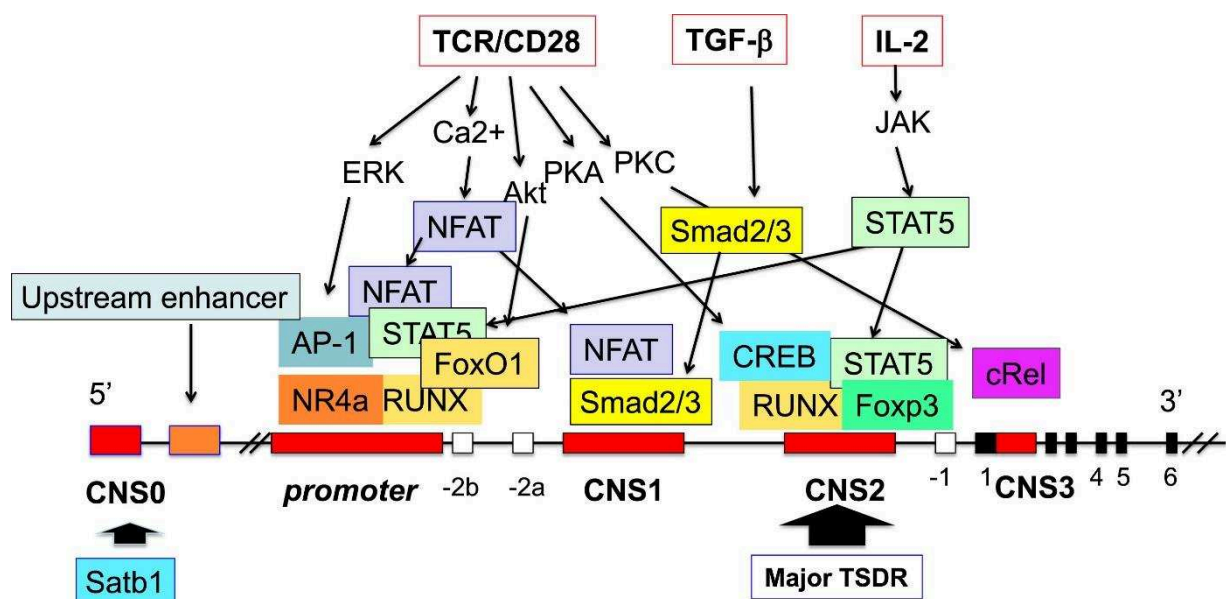 TCR/CD28
TGF-β
IL-2
Ca2+
JAK
ERK
Akt
PKA
PKC
NFAT
Smad2/3
STAT5
Upstream enhancer
NFAT
AP-1
STAT5
FoxO1
NFAT
CREB
STAT5
cRel
5’
NR4a
RUNX
Smad2/3
RUNX
Foxp3
3’
CNS0
promoter
-2b
-2a
CNS1
CNS2
-1
1
CNS3
4
5
6
Satb1
Major TSDR